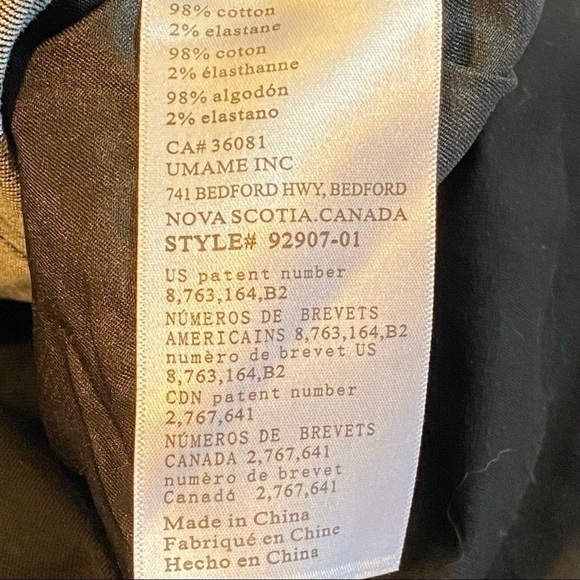 98% cotton
2% elastane
98% coton
2% élasthanne
98% algodón
2% elastano
CA# 36081
UMAME INC
741 BEDFORD HWY, BEDFORD
NOVA SCOTIA.CANADA
STYLE# 92907-01
US patent number
8,763,164,B2
NÚMEROS DE BREVETS
AMERICAINS 8,763,164,B2
numèro de brevet US
8,763,164,B2
CDN patent number
2,767,641
NÚMEROS DE BREVETS
CANADA 2,767,641
numèro de brevet
Canadá 2,767,641
Made in China
Fabriqué en Chine
Hecho en China